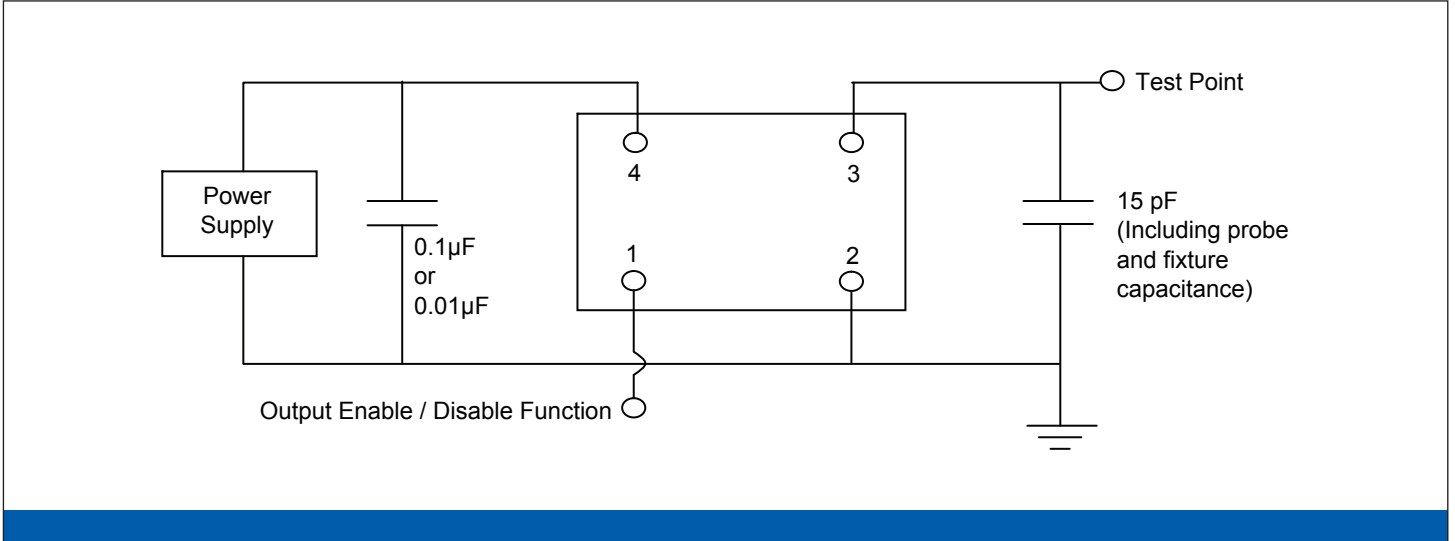 Test Point
4
3
Power
Supply
15 pF
(Including probe
and fixture
capacitance)
0.1µF
or
0.01µF
1
2
Output Enable / Disable Function